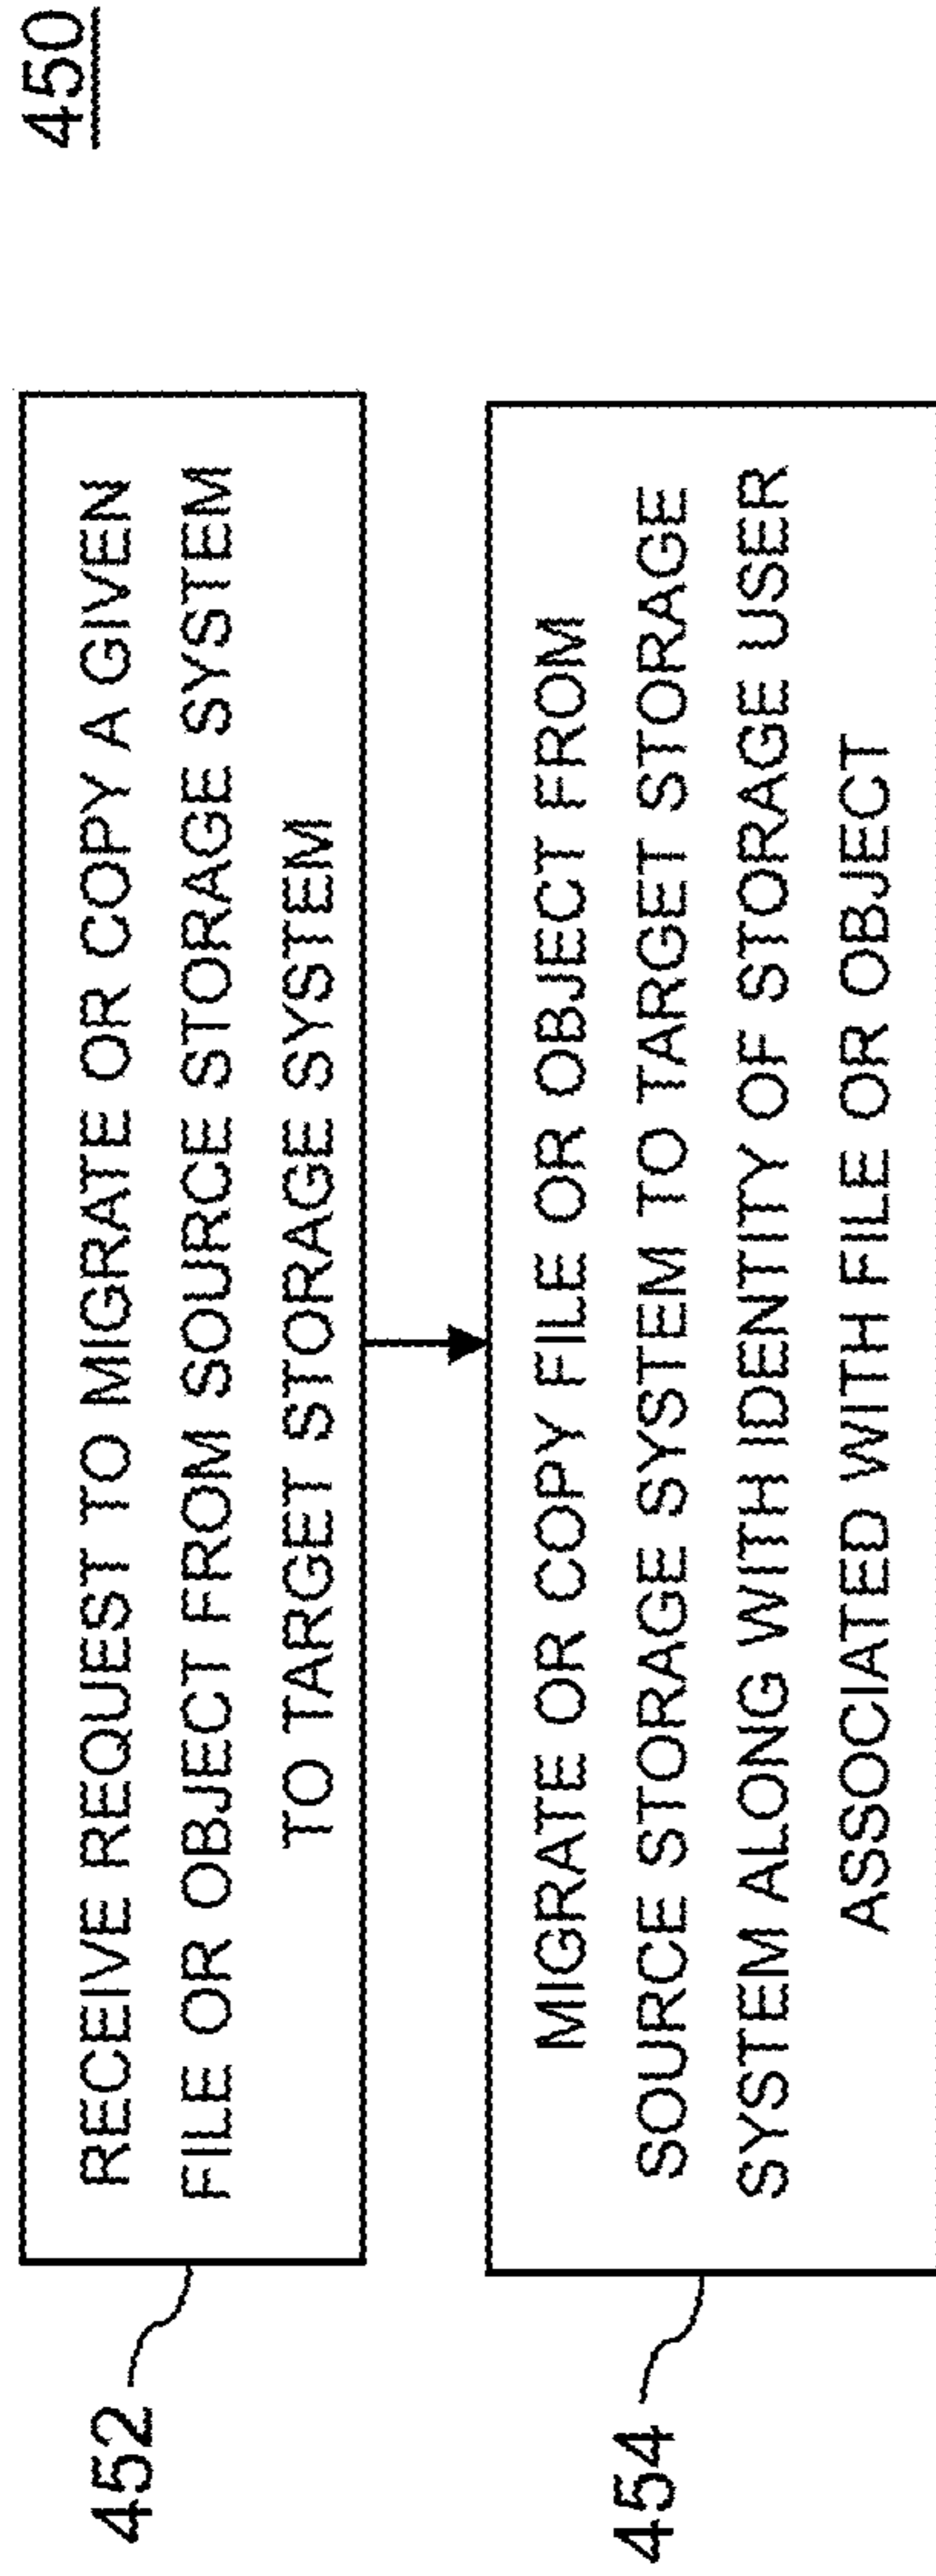 450
452
RECEIVE REQUEST TO MIGRATE OR COPY A GIVEN
FILE OR OBJECT FROM SOURCE STORAGE SYSTEM
TO TARGET STORAGE SYSTEM
454
MIGRATE OR COPY FILE OR OBJECT FROM
SOURCE STORAGE SYSTEM TO TARGET STORAGE
SYSTEM ALONG WITH IDENTITY OF STORAGE USER
ASSOCIATED WITH FILE OR OBJECT